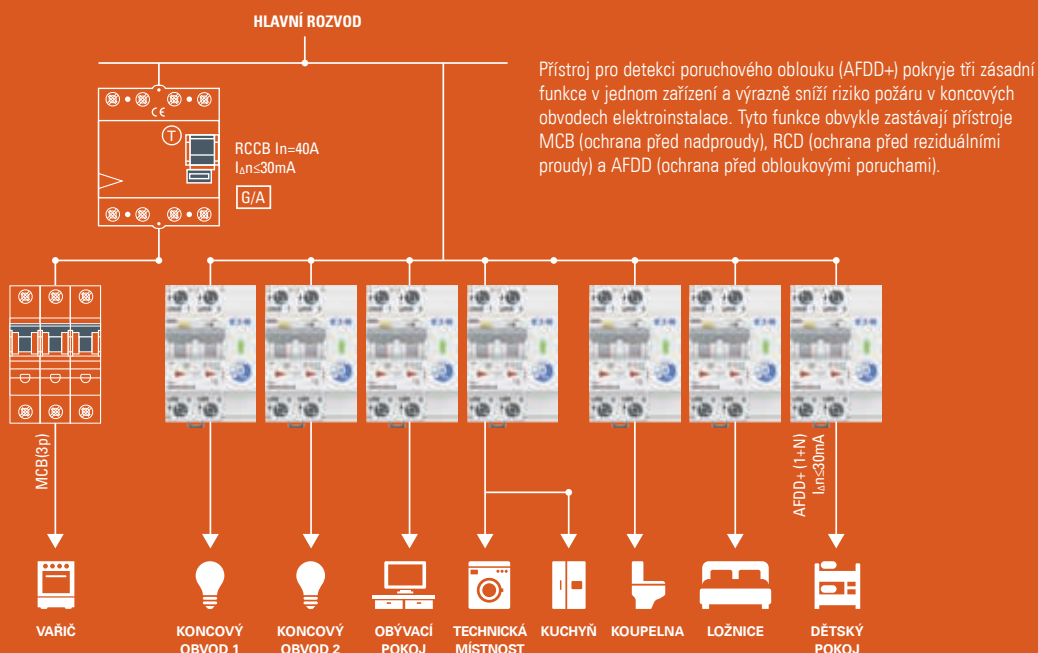 HLAVNÍ ROZVOD
Přístroj pro detekci poruchového oblouku (AFDD+) pokryje tři zásadní
funkce v jednom zařízení a výrazně sníží riziko požáru v koncových
obvodech elektroinstalace. Tyto funkce obvykle zastávají přístroje
MCB (ochrana před nadproudy), RCD (ochrana před reziduálními
proudy) a AFDD (ochrana před obloukovými poruchami).
CE
T
RCCB In=40A
I∆n≤30mA
G/A
MCB(3p)
AFDD+ (1+N)
I∆n≤30mA
VAŘIČ
KONCOVÝ
OBVOD 1
KONCOVÝ
OBVOD 2
OBÝVACÍ
POKOJ
TECHNICKÁ
MÍSTNOST
KUCHYŇ
KOUPELNA
LOŽNICE
DĚTSKÝ
POKOJ